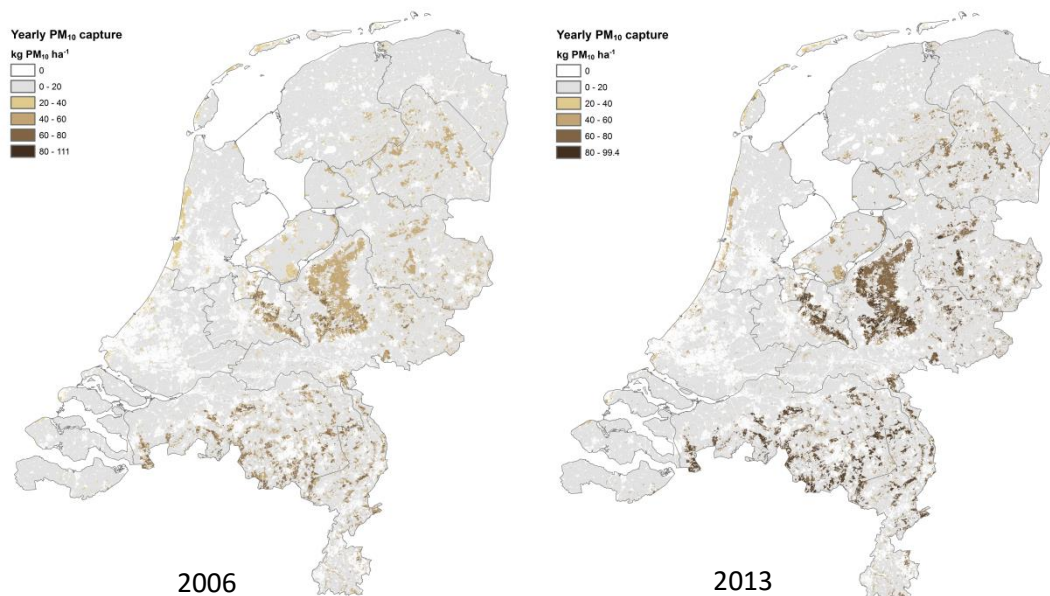 Yearly PM₁₀ capture
kg PM₁₀ ha⁻¹
0
0 - 20
20 - 40
40 - 60
60 - 80
80 - 111
2006
Yearly PM₁₀ capture
kg PM₁₀ ha⁻¹
0
0 - 20
20 - 40
40 - 60
60 - 80
80 - 99.4
2013